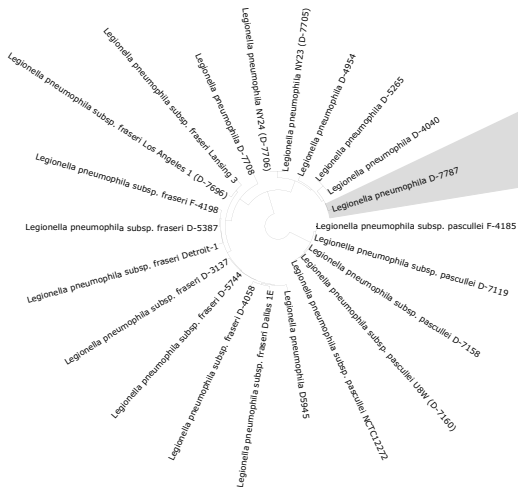 Legionella pneumophila NY23 (D-7705)
Legionella pneumophila D-4954
Legionella pneumophila D-5265
Legionella pneumophila D-4040
Legionella pneumophila D-7787
Legionella pneumophila subsp. pascullei F-4185
Legionella pneumophila subsp. pascullei D-7119
Legionella pneumophila subsp. pascullei D-7158
Legionella pneumophila subsp. pascullei U8W (D-7160)
Legionella pneumophila subsp. pascullei NCTC12272
Legionella pneumophila D5945
Legionella pneumophila subsp. fraseri Dallas 1E
Legionella pneumophila subsp. fraseri D-4058
Legionella pneumophila subsp. fraseri D-5744
Legionella pneumophila subsp. fraseri D-3137
Legionella pneumophila subsp. fraseri Detroit-1
Legionella pneumophila subsp. fraseri D-5387
Legionella pneumophila subsp. fraseri F-4198
Legionella pneumophila subsp. fraseri Los Angeles 1 (D-7696)
Legionella pneumophila subsp. fraseri Lansing 3
Legionella pneumophila D-7708
Legionella pneumophila NY24 (D-7706)